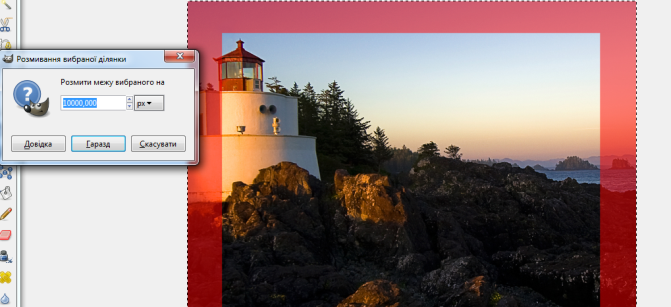 Розмивання вибраної ділянки
Розмити межу вибраного на
10000,000
px
Довідка
Гаразд
Скасувати